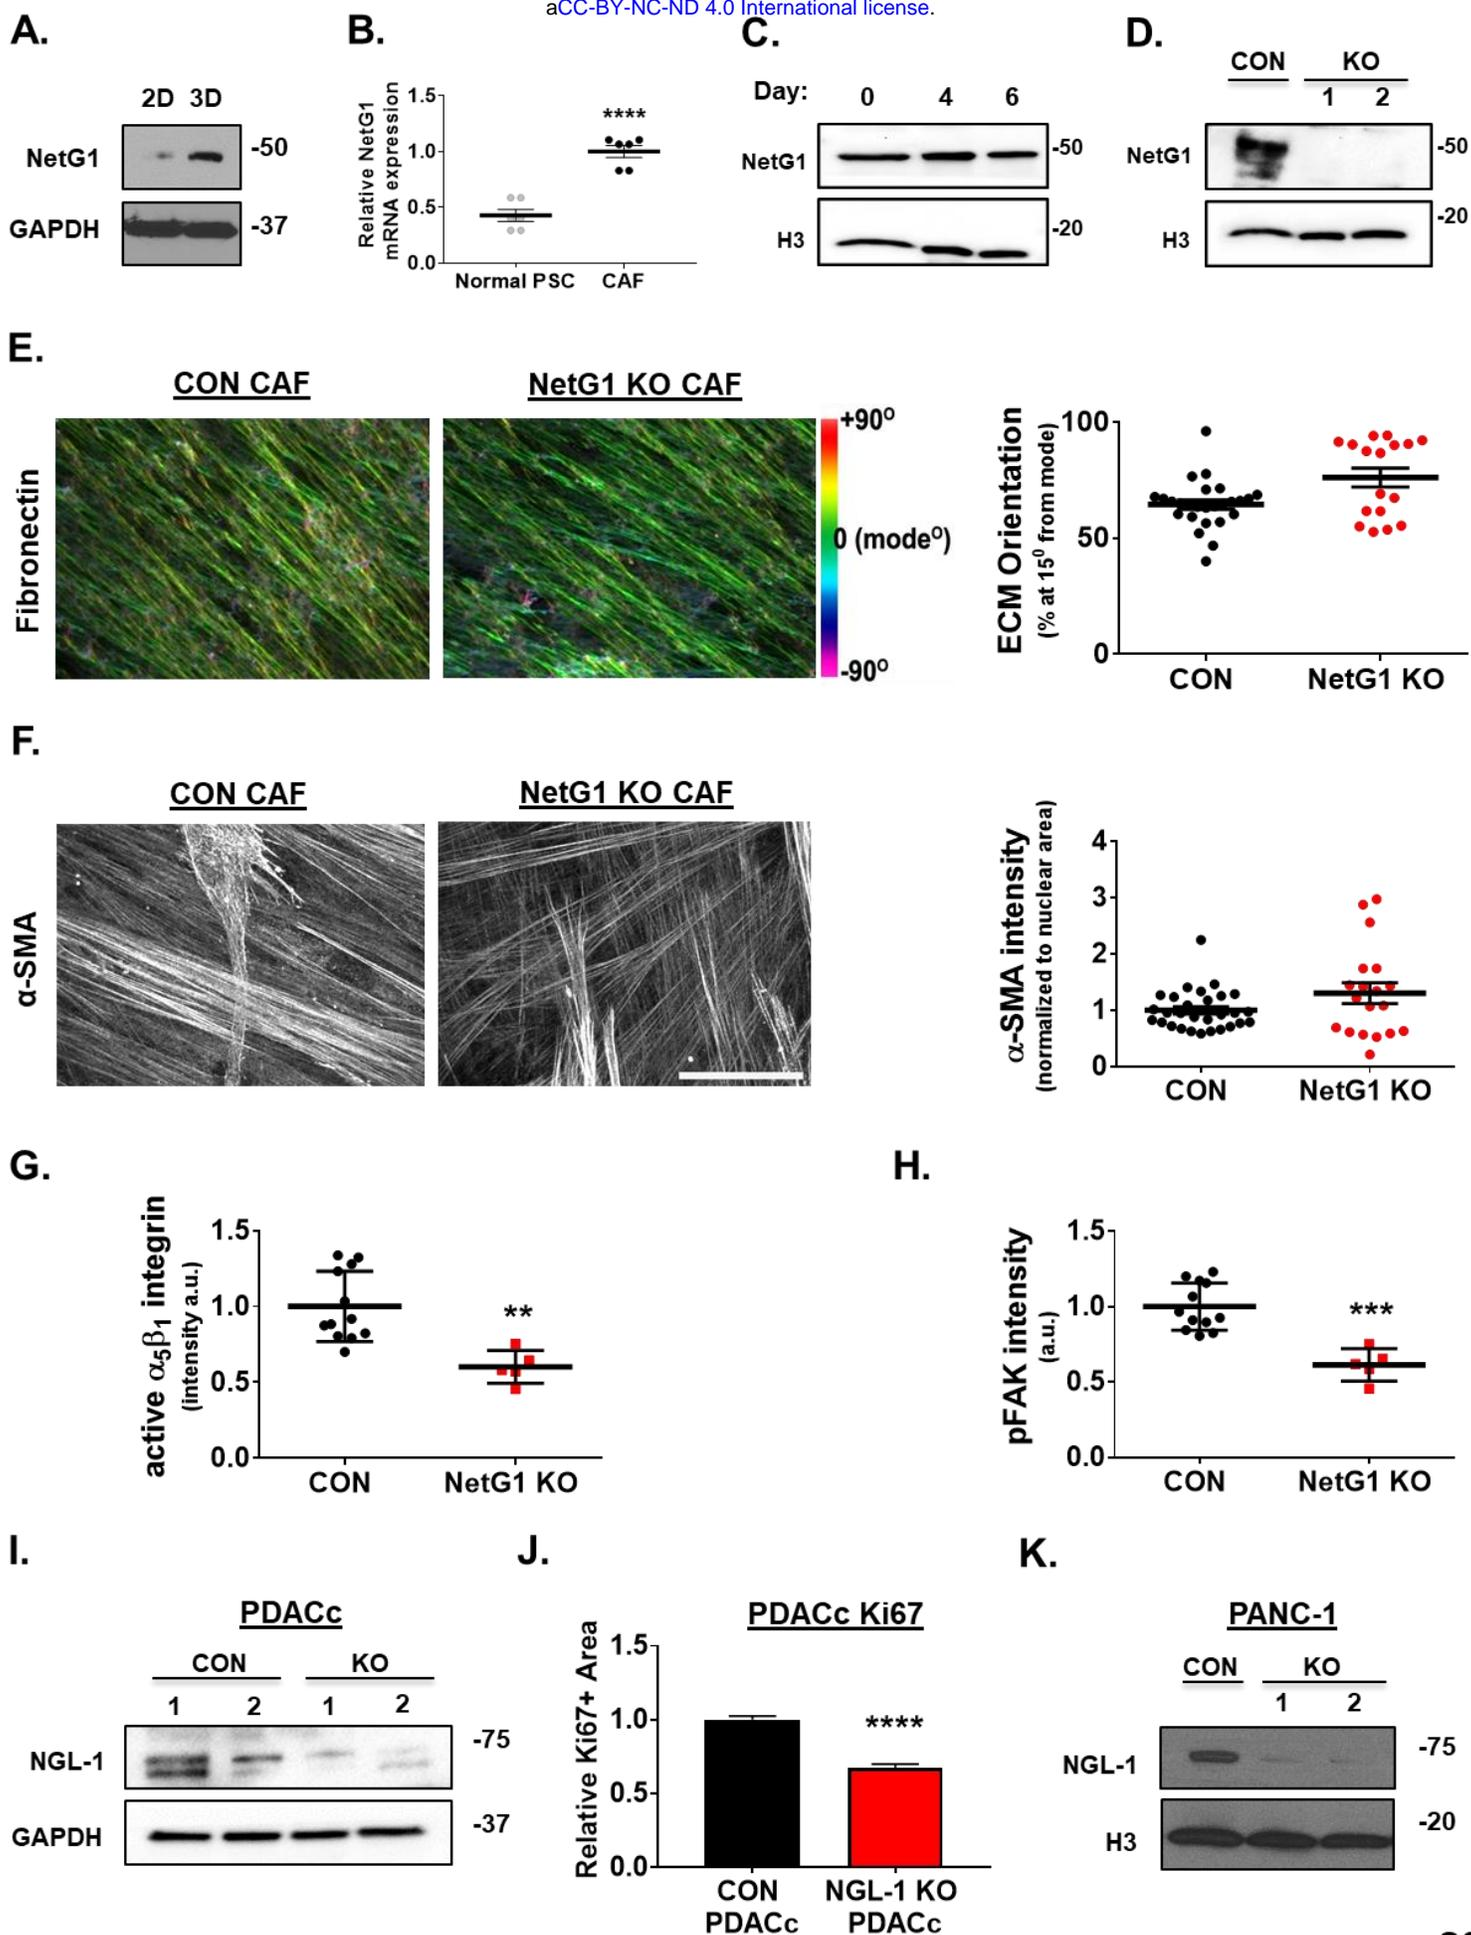 aCC-BY-NC-ND 4.0 International license.
A.
2D 3D
NetG1
-50
GAPDH
-37
B.
Relative NetG1
mRNA expression
1.5
1.0
0.5
0.0
****
Normal PSC
CAF
C.
Day: 0 4 6
NetG1
-50
H3
-20
D.
CON KO
1 2
NetG1
-50
H3
-20
E.
CON CAF
NetG1 KO CAF
Fibronectin
+90⁰
0 (mode⁰)
-90⁰
ECM Orientation
(% at 15⁰ from mode)
100
50
0
CON
NetG1 KO
F.
CON CAF
NetG1 KO CAF
α-SMA
α-SMA intensity
(normalized to nuclear area)
4
3
2
1
0
CON
NetG1 KO
G.
active α₅β₁ integrin
(intensity a.u.)
1.5
1.0
0.5
0.0
**
CON
NetG1 KO
H.
pFAK intensity
(a.u.)
1.5
1.0
0.5
0.0
***
CON
NetG1 KO
I.
PDACc
CON KO
1 2 1 2
NGL-1
-75
GAPDH
-37
J.
PDACc Ki67
Relative Ki67+ Area
1.5
1.0
0.5
0.0
****
CON
PDACc
NGL-1 KO
PDACc
K.
PANC-1
CON KO
1 2
NGL-1
-75
H3
-20